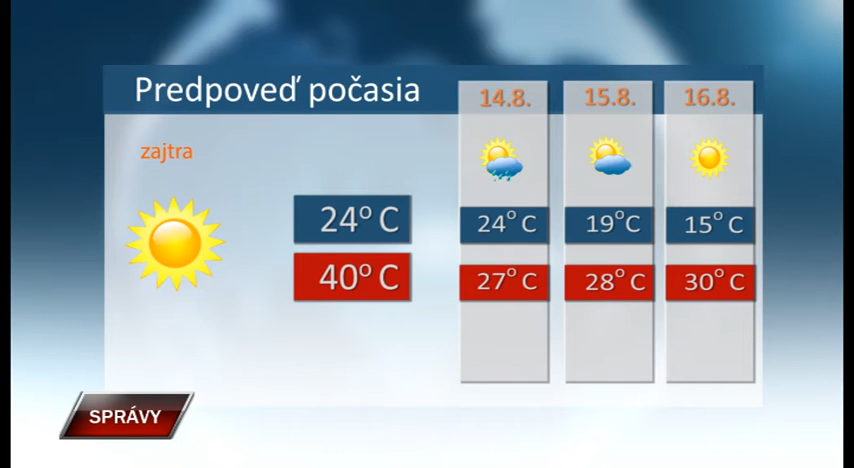 Predpoveď počasia
zajtra
24° C
40° C
14.8. 15.8. 16.8.
24° C 19°C 15° C
27° C 28° C 30° C
SPRÁVY